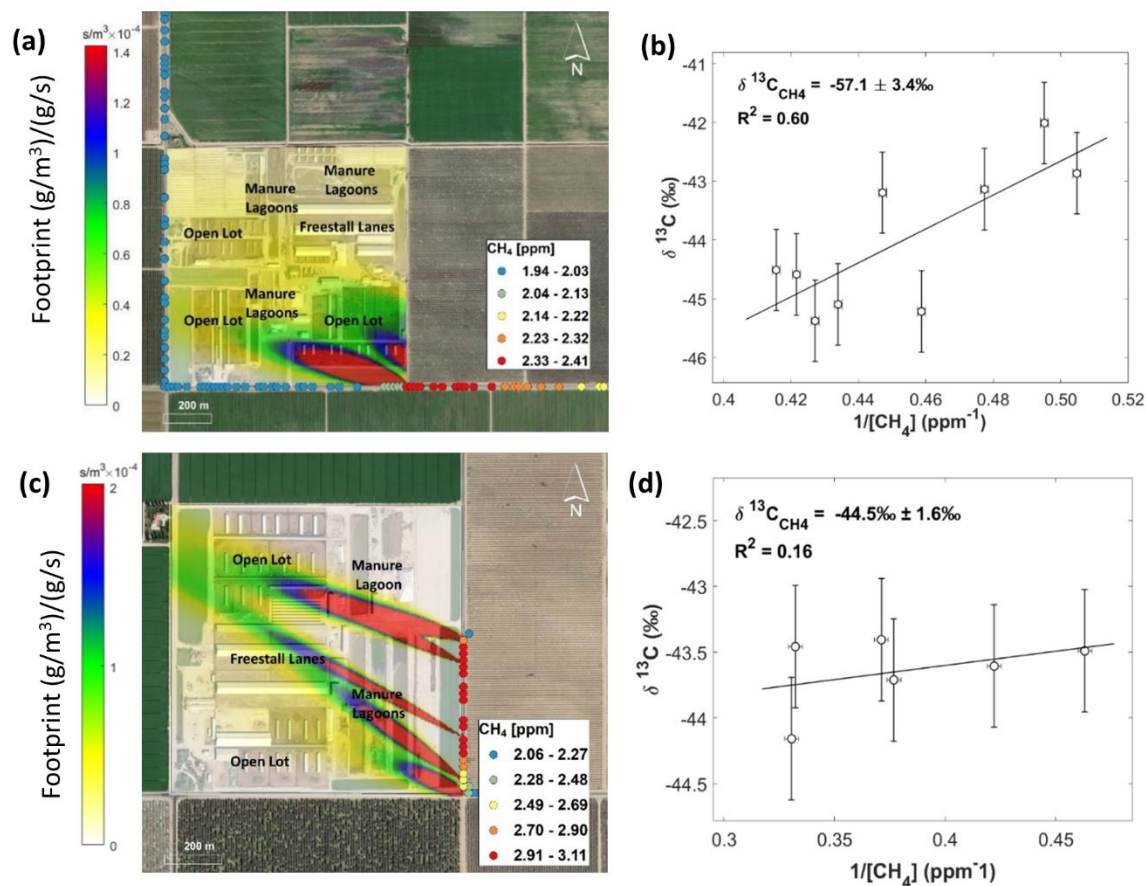 (a)
s/m³×10⁻⁴
1.4
1.2
1
0.8
0.6
0.4
0.2
0
Footprint (g/m³)/(g/s)
N
Manure
Lagoons
Manure
Lagoons
Open Lot
Freestall Lanes
Manure
Lagoons
Open Lot
Open Lot
200 m
CH₄ [ppm]
1.94 - 2.03
2.04 - 2.13
2.14 - 2.22
2.23 - 2.32
2.33 - 2.41
(b)
δ ¹³C_CH4 = -57.1 ± 3.4‰
R² = 0.60
-41
-42
-43
-44
-45
-46
δ ¹³C (‰)
0.4
0.42
0.44
0.46
0.48
0.50
0.52
1/[CH₄] (ppm⁻¹)
(c)
s/m³×10⁻⁴
2
1
0
Footprint (g/m³)/(g/s)
N
Open Lot
Manure
Lagoon
Freestall Lanes
Manure
Lagoons
Open Lot
200 m
CH₄ [ppm]
2.06 - 2.27
2.28 - 2.48
2.49 - 2.69
2.70 - 2.90
2.91 - 3.11
(d)
δ ¹³C_CH4 = -44.5‰ ± 1.6‰
R² = 0.16
-42.5
-43
-43.5
-44
-44.5
δ ¹³C (‰)
0.3
0.35
0.4
0.45
1/[CH₄] (ppm⁻1)